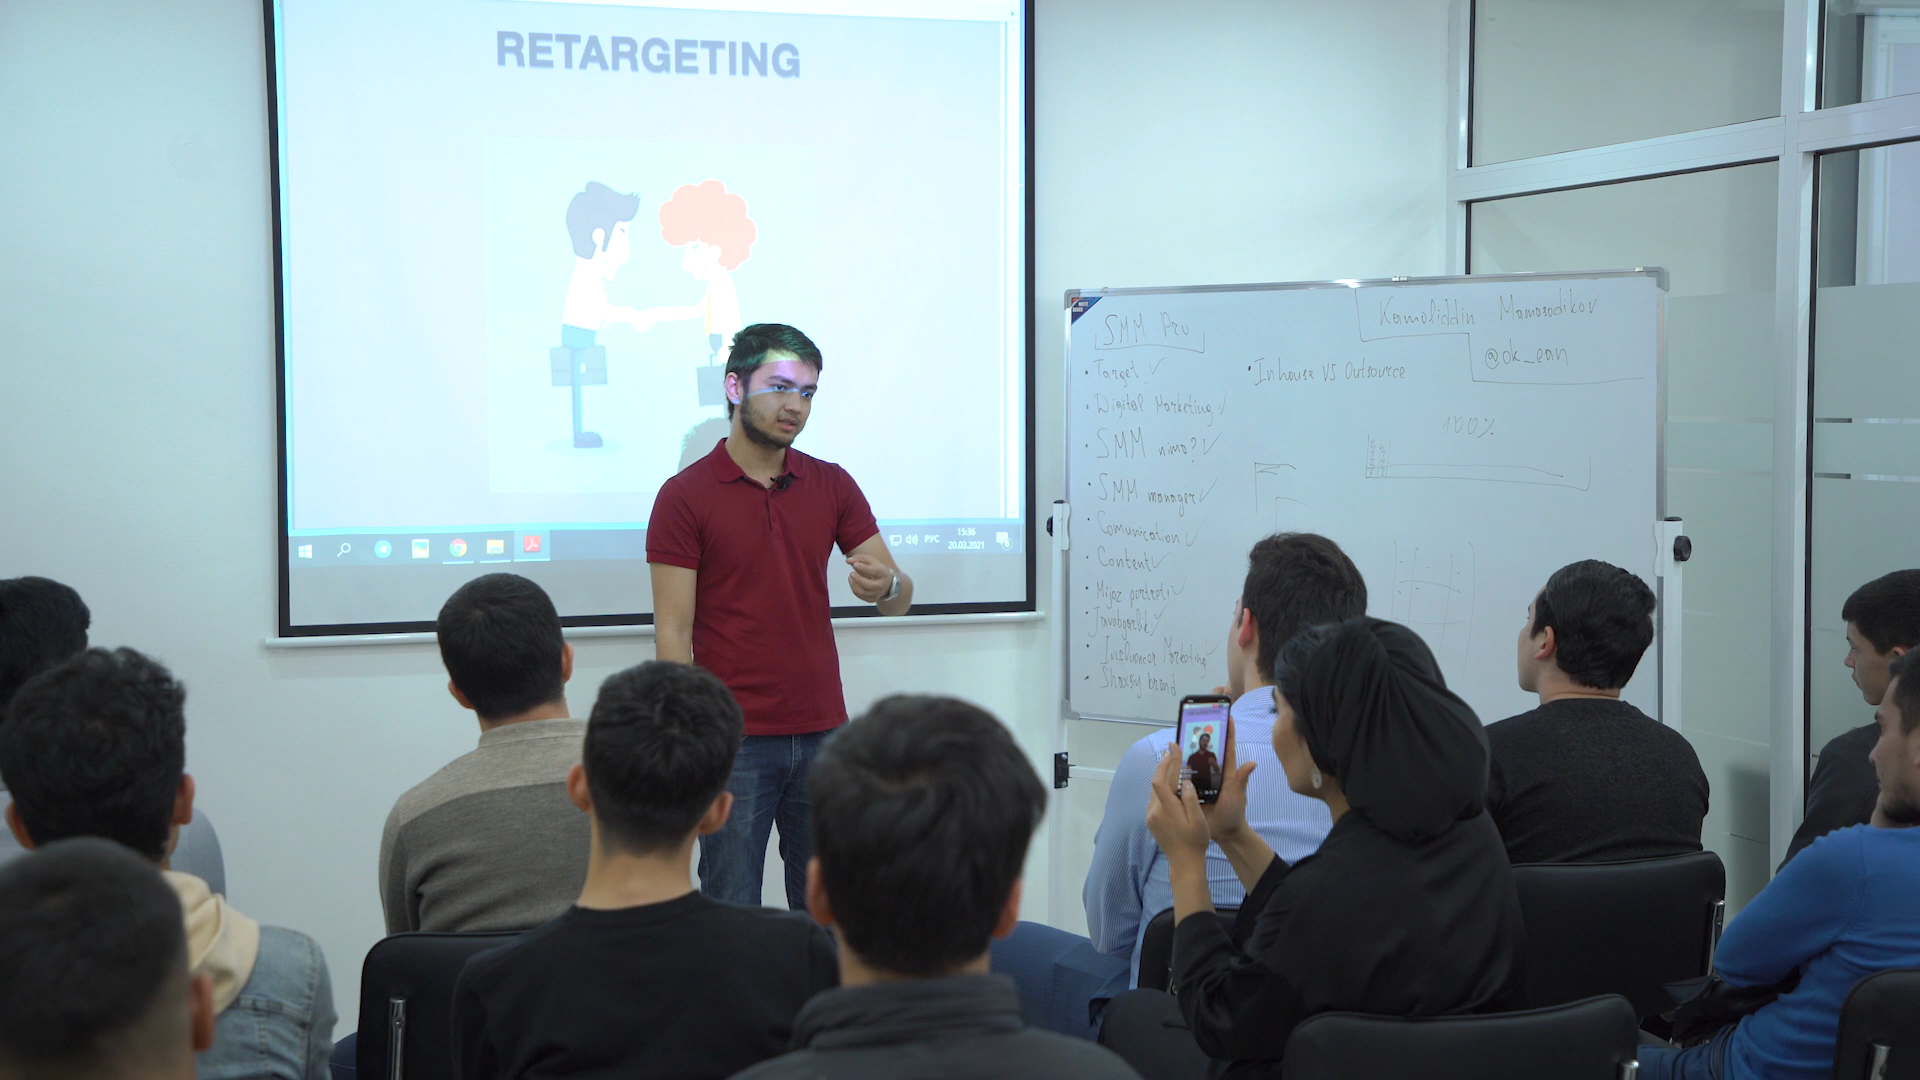 RETARGETING
РУС
15:36
20.03.2021
Kamoliddin Mamasodikov
@ok_ean
SMM Pro
• Target ✓
• Inhouse VS Outsource
• Digital Marketing ✓
100%
• SMM nima? ✓
• SMM manager ✓
• Comunication ✓
• Content ✓
• Mijoz portreti ✓
• Javobgarlik ✓
• Influencer Marketing ✓
• Shaxsiy brand